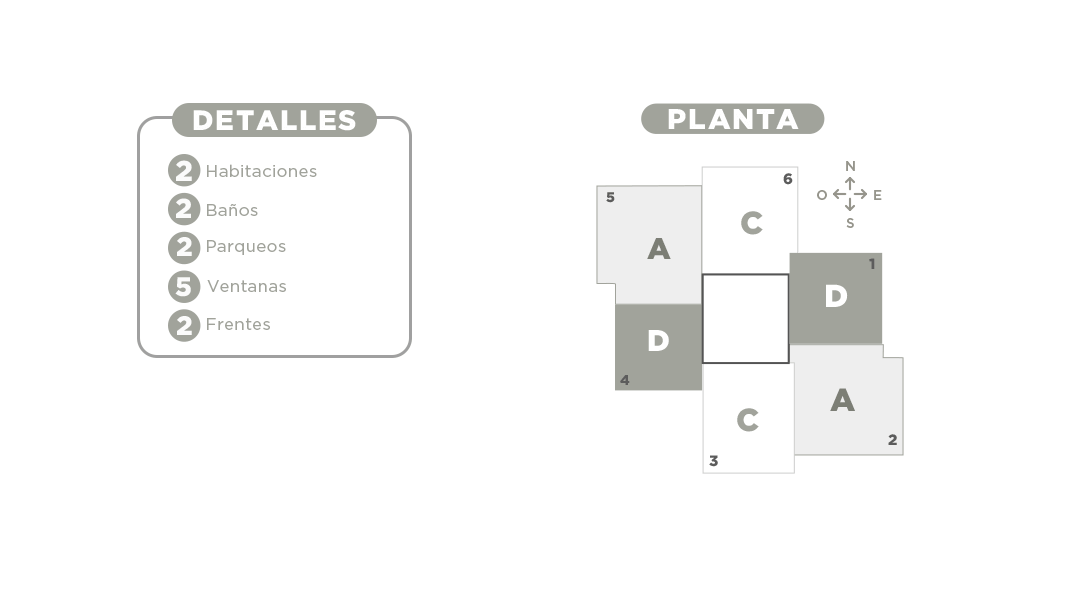 DETALLES
2 Habitaciones
2 Baños
2 Parqueos
5 Ventanas
2 Frentes
PLANTA
N
O E
S
6
C
5
A
1
D
D
4
A
2
C
3